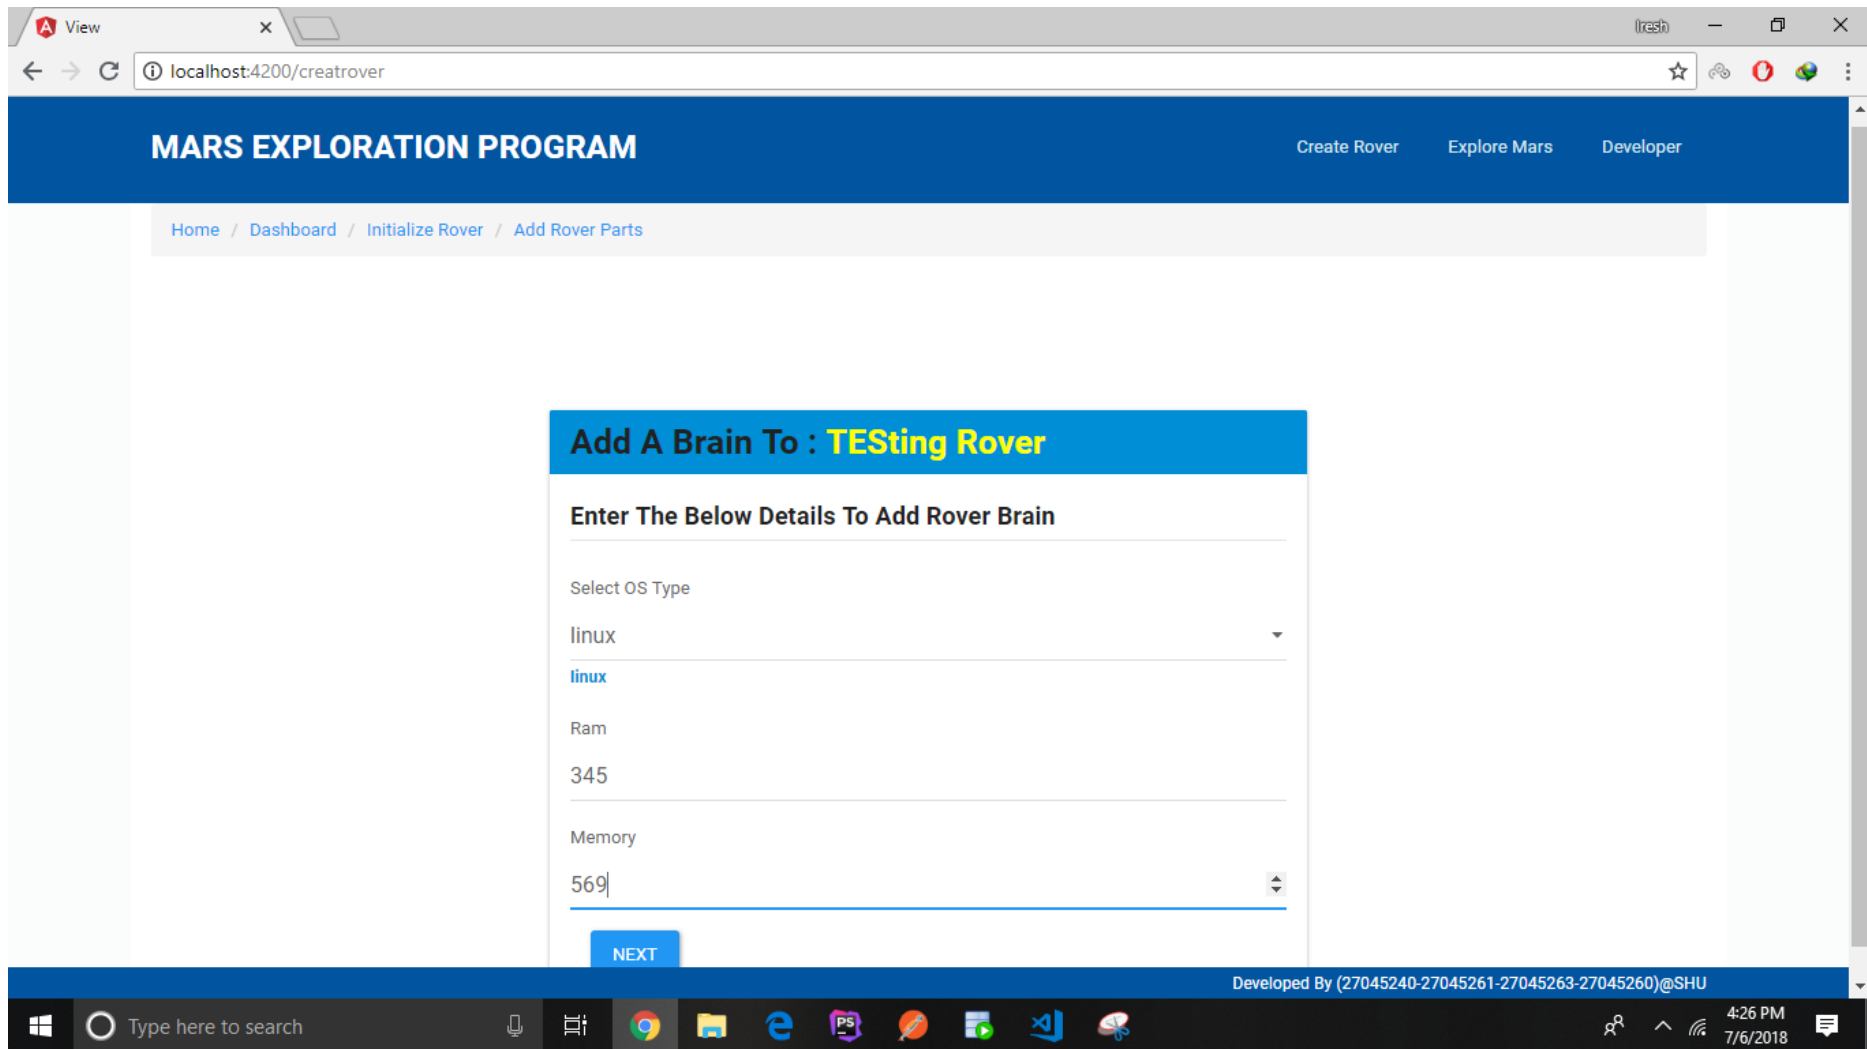 View
Iresh
localhost:4200/creatrover
MARS EXPLORATION PROGRAM
Create Rover Explore Mars Developer
Home / Dashboard / Initialize Rover / Add Rover Parts
Add A Brain To : TESting Rover
Enter The Below Details To Add Rover Brain
Select OS Type
linux
linux
Ram
345
Memory
569
NEXT
Developed By (27045240-27045261-27045263-27045260)@SHU
Type here to search
PS
4:26 PM
7/6/2018